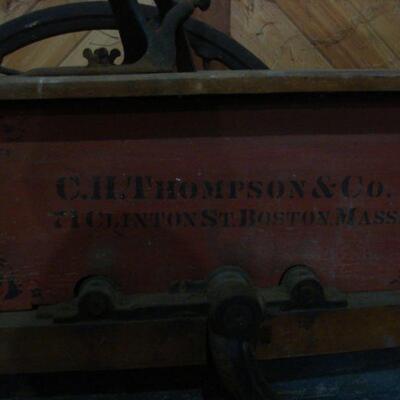 C.H. THOMPSON & CO.
71 CLINTON ST. BOSTON. MASS.